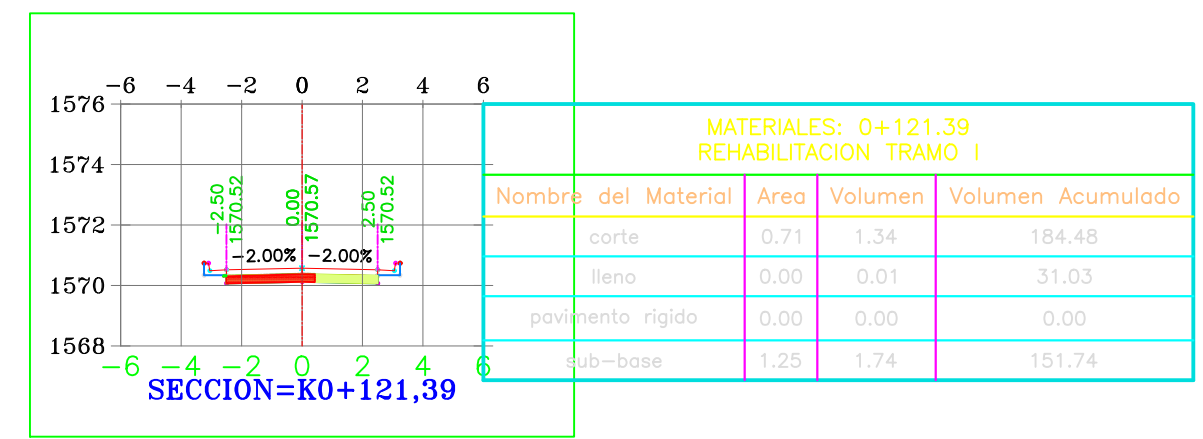 -6 -4 -2 0 2 4 6
1576
1574
1572
1570
1568
-2.50
1570.52
0.00
1570.57
2.50
1570.52
-2.00% -2.00%
-6 -4 -2 0 2 4 6
SECCION=K0+121,39
MATERIALES: 0+121.39
REHABILITACION TRAMO I
Nombre del Material Area Volumen Volumen Acumulado
corte 0.71 1.34 184.48
lleno 0.00 0.01 31.03
pavimento rigido 0.00 0.00 0.00
sub-base 1.25 1.74 151.74